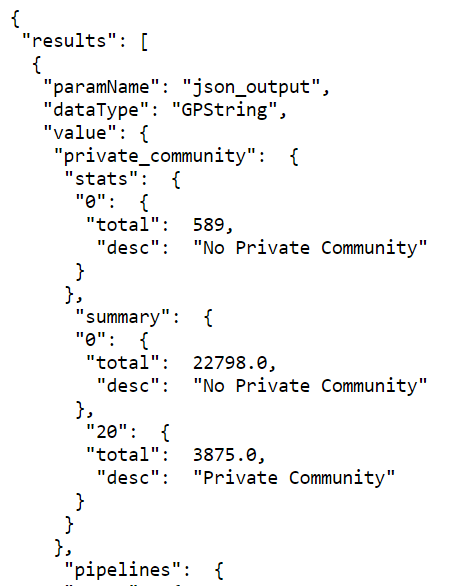 {
"results": [
{
"paramName": "json_output",
"dataType": "GPString",
"value": {
"private_community": {
"stats": {
"0": {
"total": 589,
"desc": "No Private Community"
}
},
"summary": {
"0": {
"total": 22798.0,
"desc": "No Private Community"
},
"20": {
"total": 3875.0,
"desc": "Private Community"
}
}
},
"pipelines": {